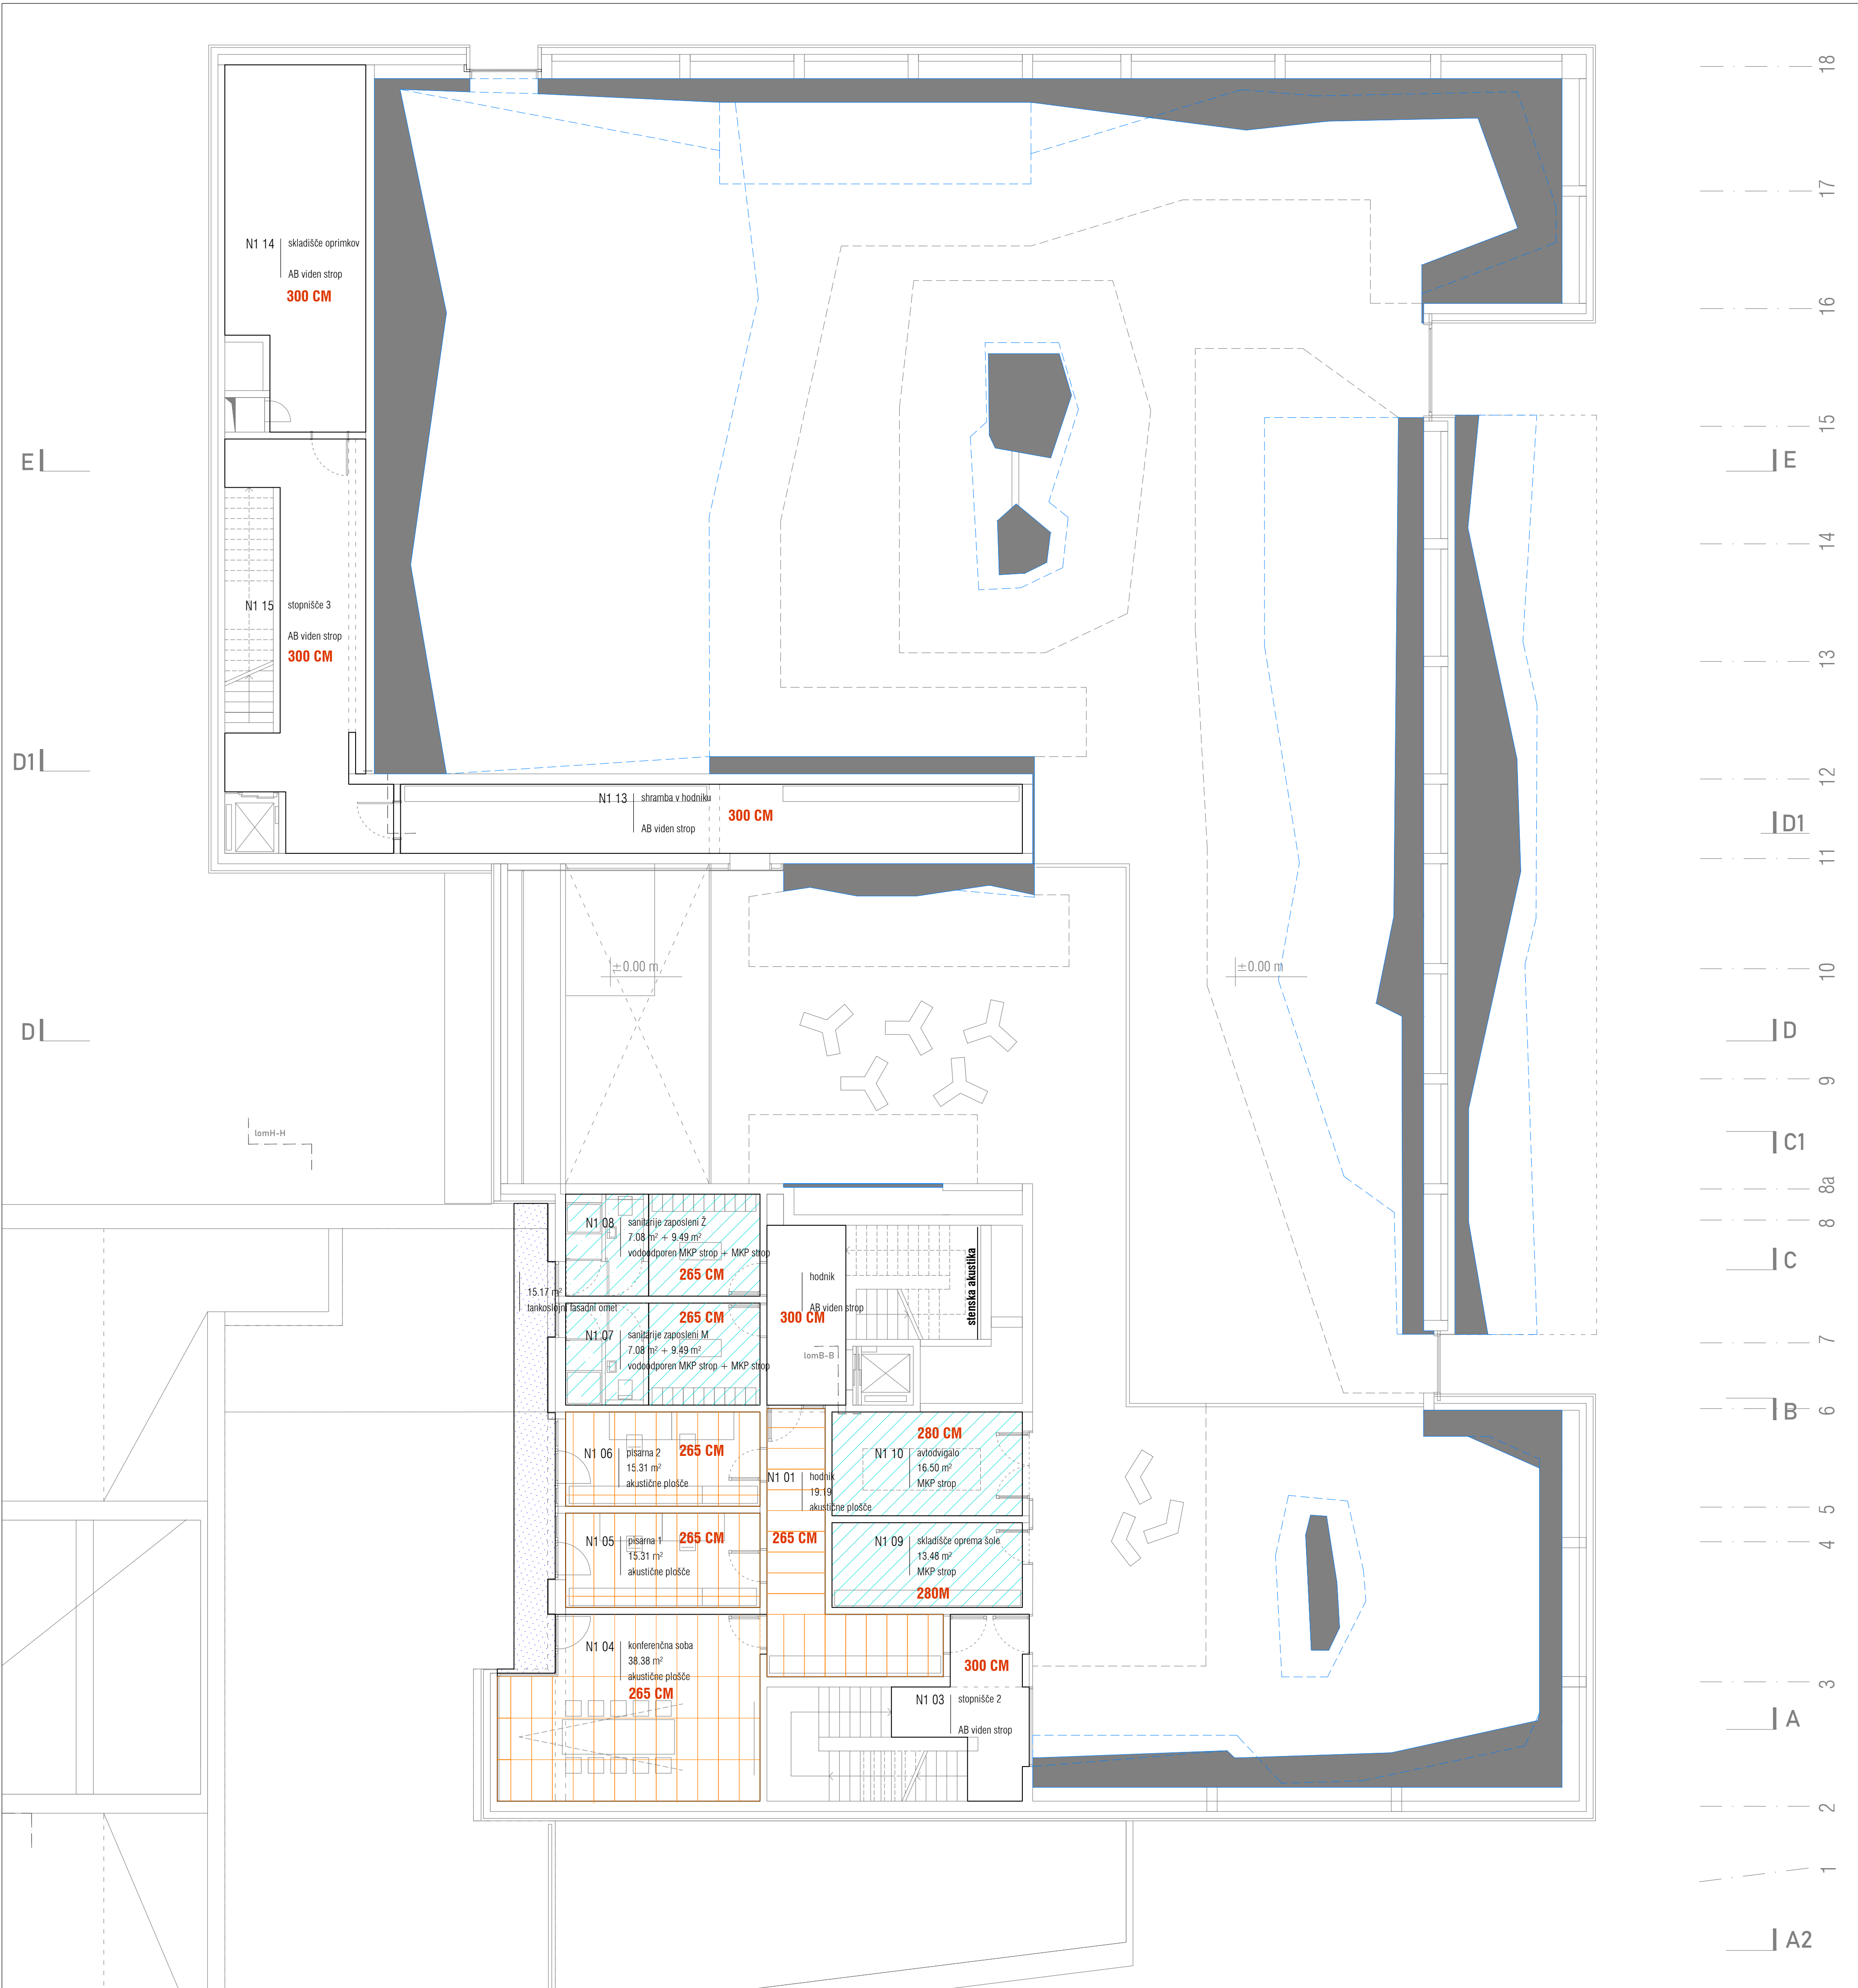 18
17
N1 14
skladišče oprimkov
AB viden strop
300 CM
16
15
E
E
14
N1 15
stopnišče 3
AB viden strop
300 CM
13
D1
12
N1 13
shramba v hodniku
AB viden strop
300 CM
D1
11
±0.00 m
±0.00 m
10
D
D
9
lomH-H
C1
8a
8
N1 08
sanitarije zaposleni Ž
7.08 m² + 9.49 m²
vodoodporen MKP strop + MKP strop
265 CM
15.17 m²
tankoslojni fasadni omet
hodnik
AB viden strop
300 CM
stenska akustika
C
265 CM
N1 07
sanitarije zaposleni M
7.08 m² + 9.49 m²
vodoodporen MKP strop + MKP strop
lomB-B
7
B
6
N1 06
pisarna 2
15.31 m²
akustične plošče
265 CM
N1 01
hodnik
19.19
akustične plošče
265 CM
280 CM
N1 10
avtodvigalo
16.50 m²
MKP strop
5
N1 05
pisarna 1
15.31 m²
akustične plošče
265 CM
N1 09
skladišče oprema šole
13.48 m²
MKP strop
280M
4
N1 04
konferenčna soba
38.38 m²
akustične plošče
265 CM
300 CM
N1 03
stopnišče 2
AB viden strop
3
A
2
1
A2